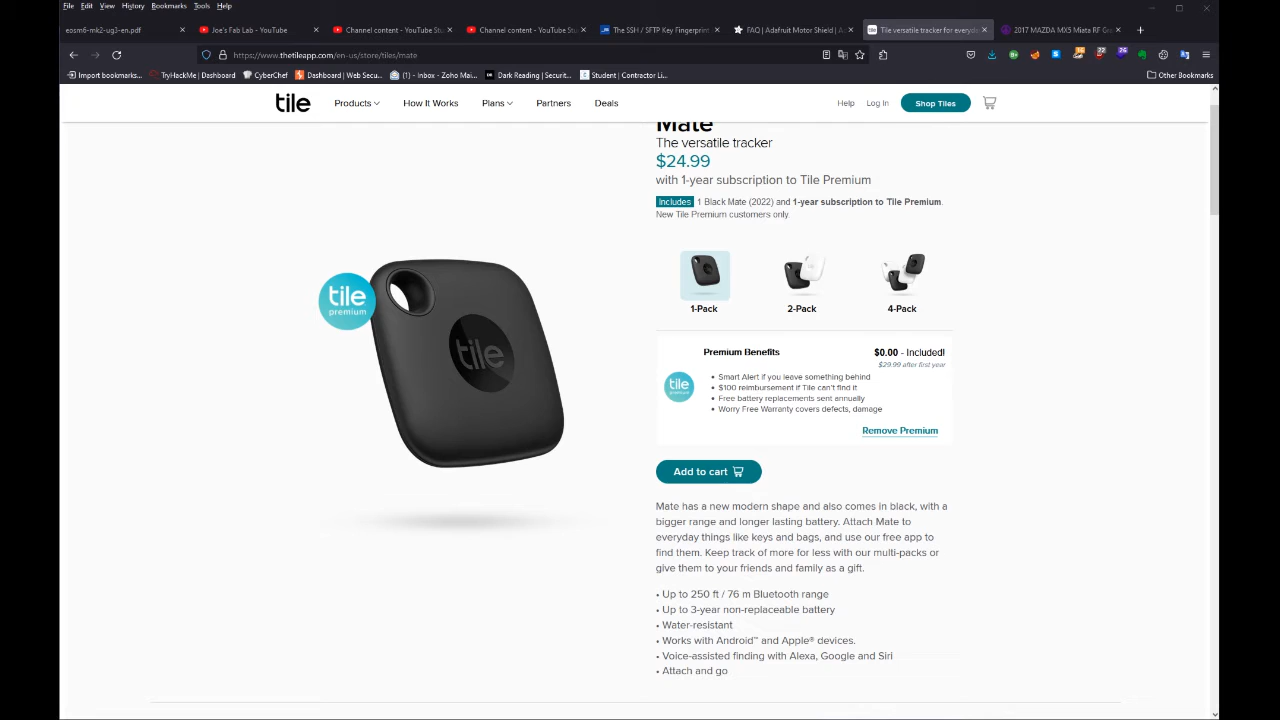 File Edit View History Bookmarks Tools Help
eosm6-mk2-ug3-en.pdf
Joe's Fab Lab - YouTube
Channel content - YouTube Stu
Channel content - YouTube Stu
The SSH / SFTP Key Fingerprint
FAQ | Adafruit Motor Shield | A
Tile versatile tracker for everyd
2017 MAZDA MX5 Miata RF Gr
https://www.thetileapp.com/en-us/store/tiles/mate
Import bookmarks...
TryHackMe | Dashboard
CyberChef
Dashboard | Web Secu...
(1) - Inbox - Zoho Mai...
Dark Reading | Securit...
Student | Contractor Li...
Other Bookmarks
tile Products How It Works Plans Partners Deals Help Log In Shop Tiles
Mate
The versatile tracker
$24.99
with 1-year subscription to Tile Premium
Includes 1 Black Mate (2022) and 1-year subscription to Tile Premium.
New Tile Premium customers only.
tile
premium
tile
1-Pack 2-Pack 4-Pack
Premium Benefits $0.00 - Included!
$29.99 after first year
tile
premium
• Smart Alert if you leave something behind
• $100 reimbursement if Tile can't find it
• Free battery replacements sent annually
• Worry Free Warranty covers defects, damage
Remove Premium
Add to cart
Mate has a new modern shape and also comes in black, with a
bigger range and longer lasting battery. Attach Mate to
everyday things like keys and bags, and use our free app to
find them. Keep track of more for less with our multi-packs or
give them to your friends and family as a gift.
• Up to 250 ft / 76 m Bluetooth range
• Up to 3-year non-replaceable battery
• Water-resistant
• Works with Android™ and Apple® devices.
• Voice-assisted finding with Alexa, Google and Siri
• Attach and go